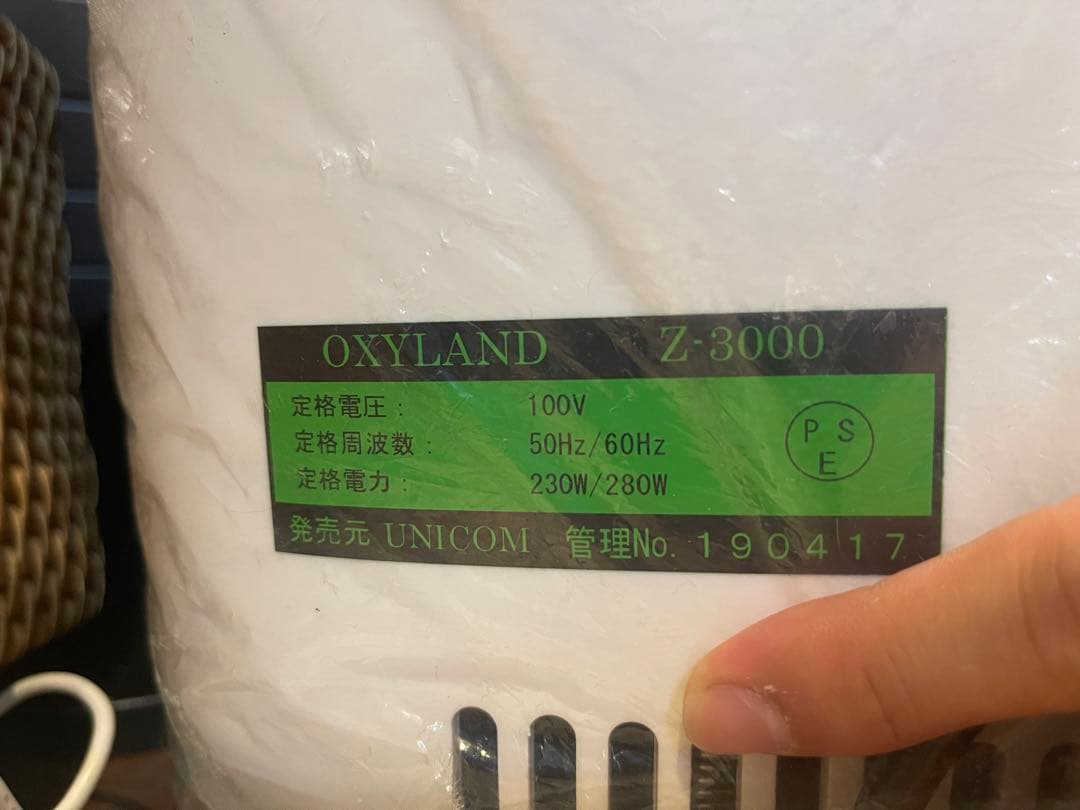 OXYLAND Z-3000
定格電圧： 100V
定格周波数： 50Hz/60Hz
定格電力： 230W/280W
P S
E
発売元 UNICOM 管理No. 190417